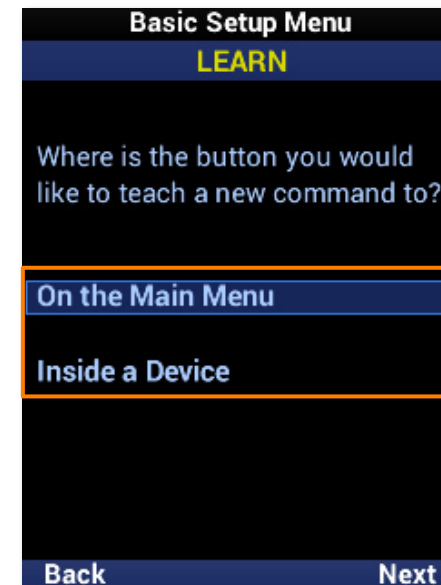 Basic Setup Menu
LEARN
Where is the button you would
like to teach a new command to?
On the Main Menu
Inside a Device
Back Next